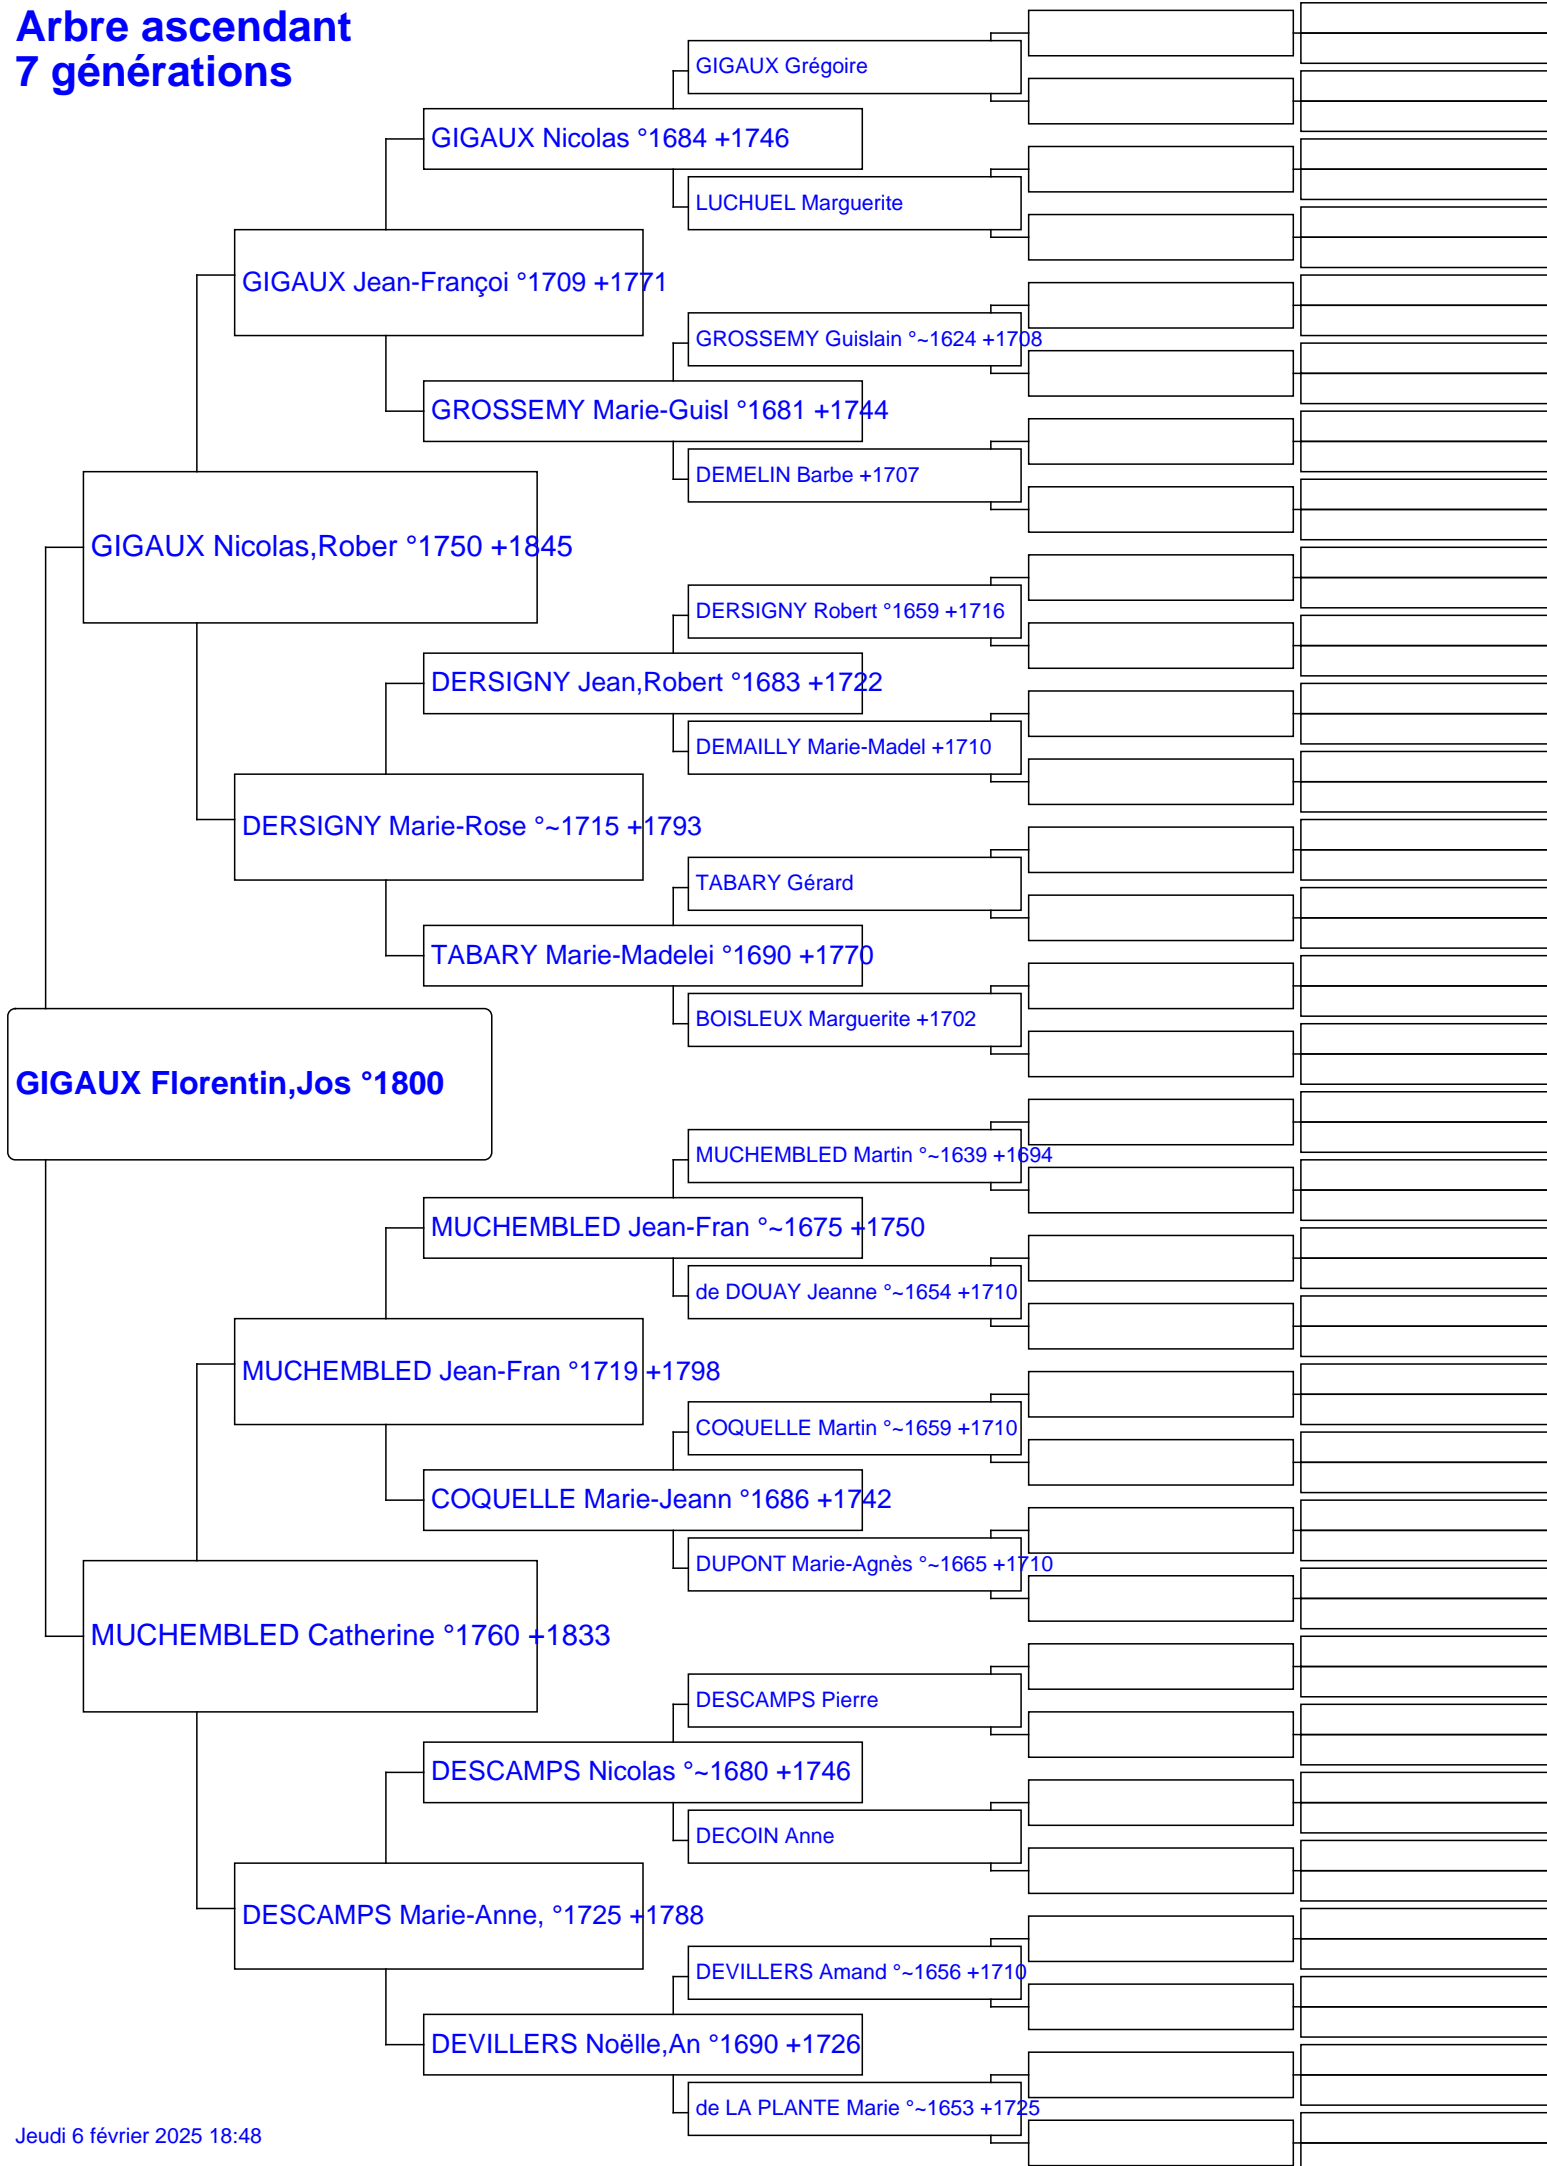 Arbre ascendant
7 générations
GIGAUX Grégoire
GIGAUX Nicolas °1684 +1746
LUCHUEL Marguerite
GIGAUX Jean-Françoi °1709 +1771
GROSSEMY Guislain °~1624 +1708
GROSSEMY Marie-Guisl °1681 +1744
DEMELIN Barbe +1707
GIGAUX Nicolas,Rober °1750 +1845
DERSIGNY Robert °1659 +1716
DERSIGNY Jean,Robert °1683 +1722
DEMAILLY Marie-Madel +1710
DERSIGNY Marie-Rose °~1715 +1793
TABARY Gérard
TABARY Marie-Madelei °1690 +1770
BOISLEUX Marguerite +1702
GIGAUX Florentin,Jos °1800
MUCHEMBLED Martin °~1639 +1694
MUCHEMBLED Jean-Fran °~1675 +1750
de DOUAY Jeanne °~1654 +1710
MUCHEMBLED Jean-Fran °1719 +1798
COQUELLE Martin °~1659 +1710
COQUELLE Marie-Jeann °1686 +1742
DUPONT Marie-Agnès °~1665 +1710
MUCHEMBLED Catherine °1760 +1833
DESCAMPS Pierre
DESCAMPS Nicolas °~1680 +1746
DECOIN Anne
DESCAMPS Marie-Anne, °1725 +1788
DEVILLERS Amand °~1656 +1710
DEVILLERS Noëlle,An °1690 +1726
de LA PLANTE Marie °~1653 +1725
Jeudi 6 février 2025 18:48